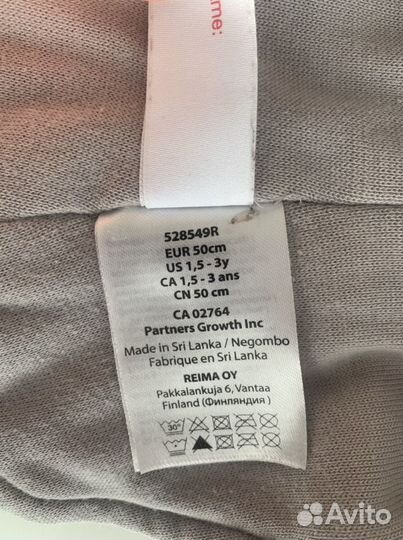 ame:
528549R
EUR 50cm
US 1,5 - 3y
CA 1,5 - 3 ans
CN 50 cm
CA 02764
Partners Growth Inc
Made in Sri Lanka / Negombo
Fabrique en Sri Lanka
REIMA OY
Pakkalankuja 6, Vantaa
Finland (Финляндия )
30°
Avito